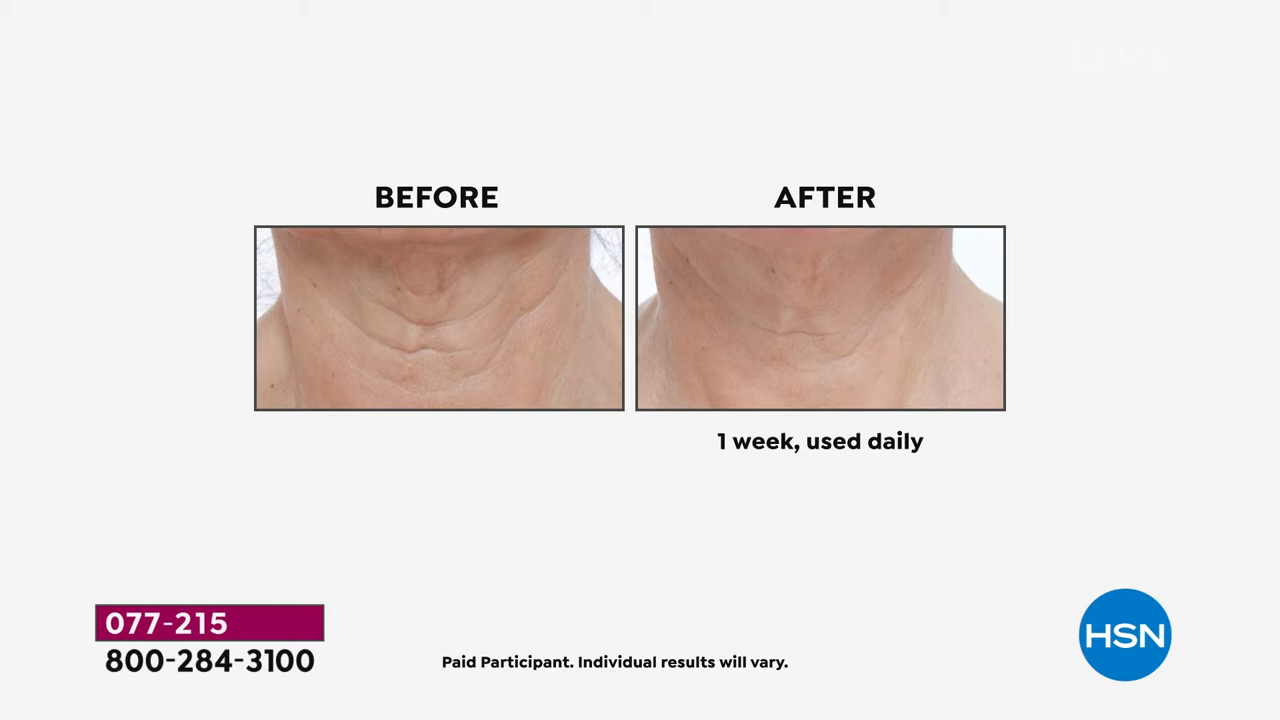 BEFORE
AFTER
1 week, used daily
077-215
800-284-3100
Paid Participant. Individual results will vary.
HSN